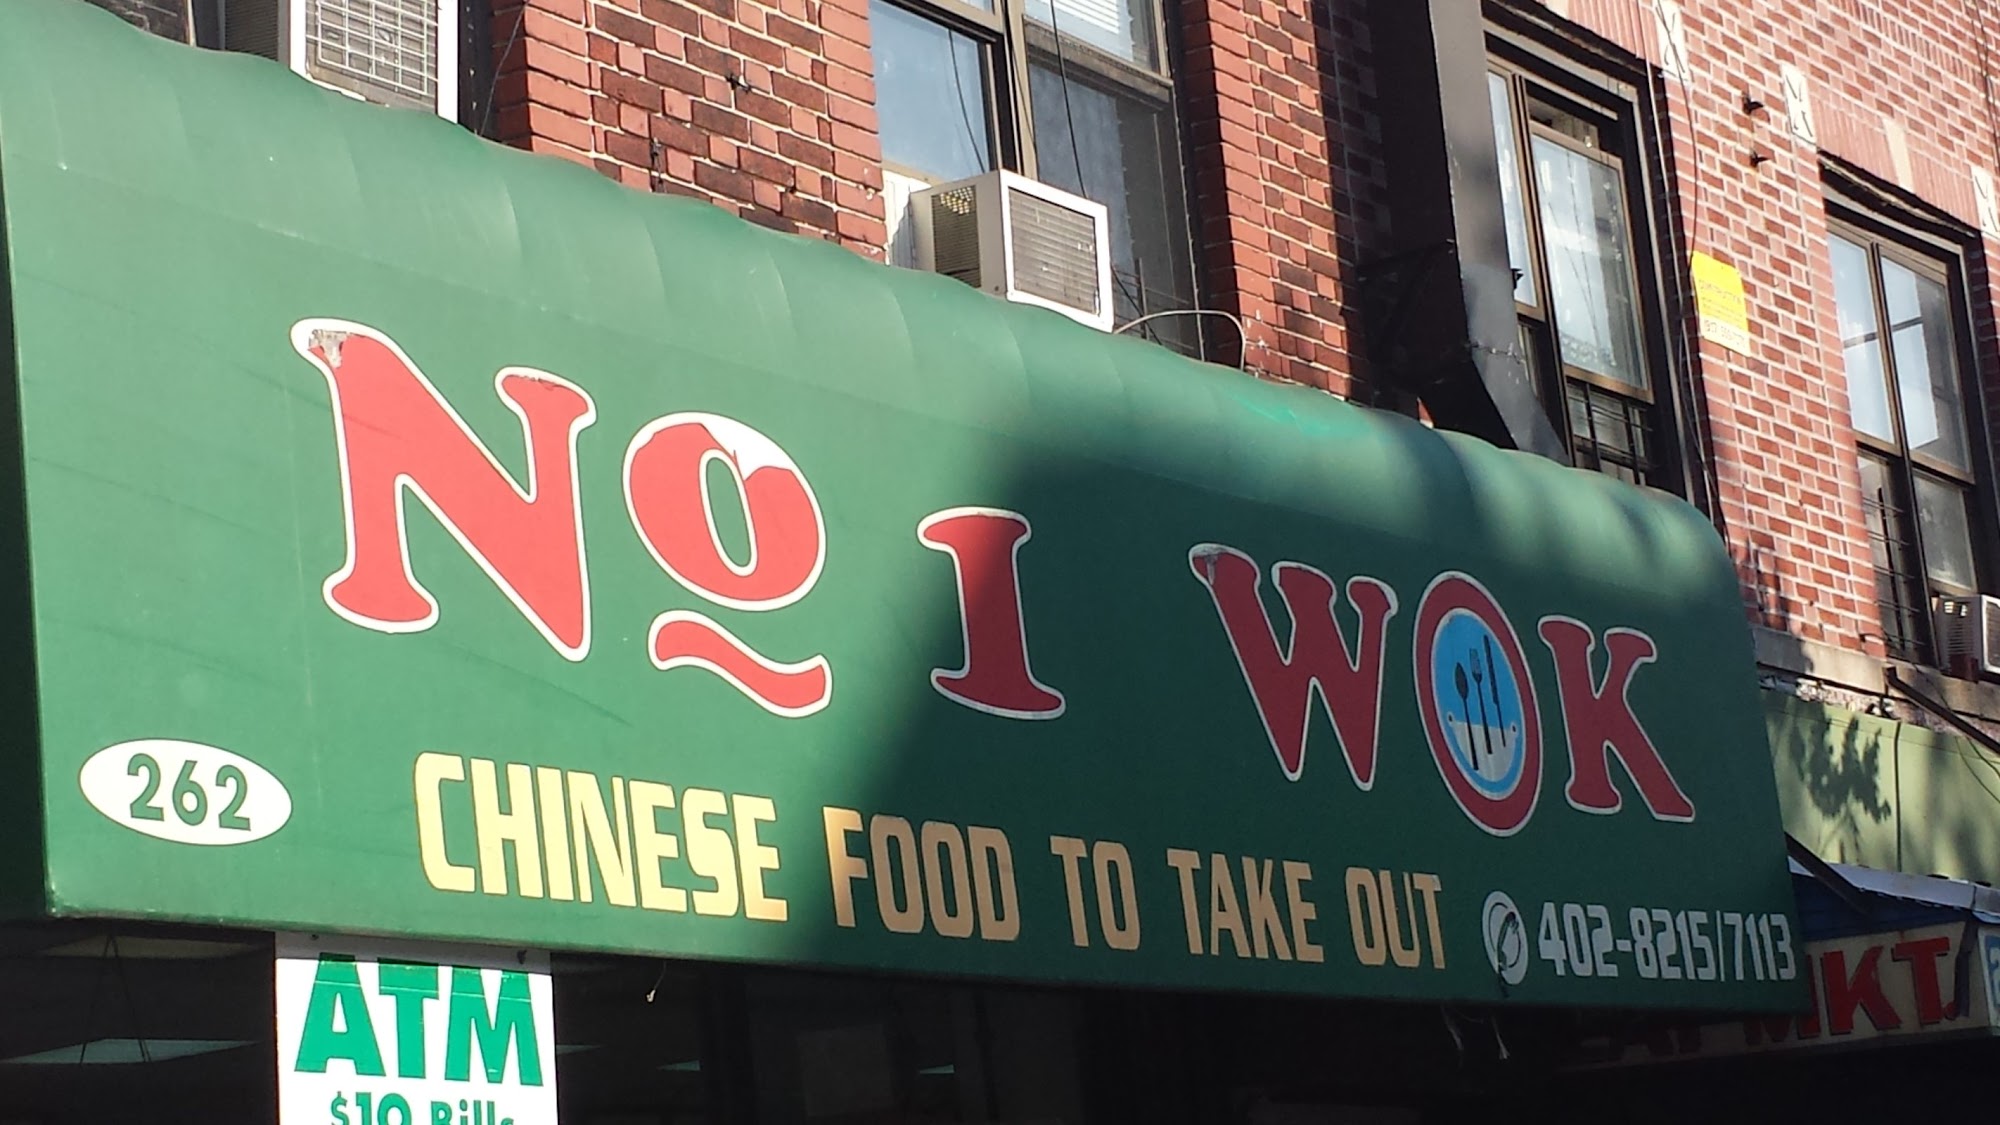 Nº 1 WOK
262
CHINESE FOOD TO TAKE OUT
402-8215/7113
ATM
$10 Bills
MKT